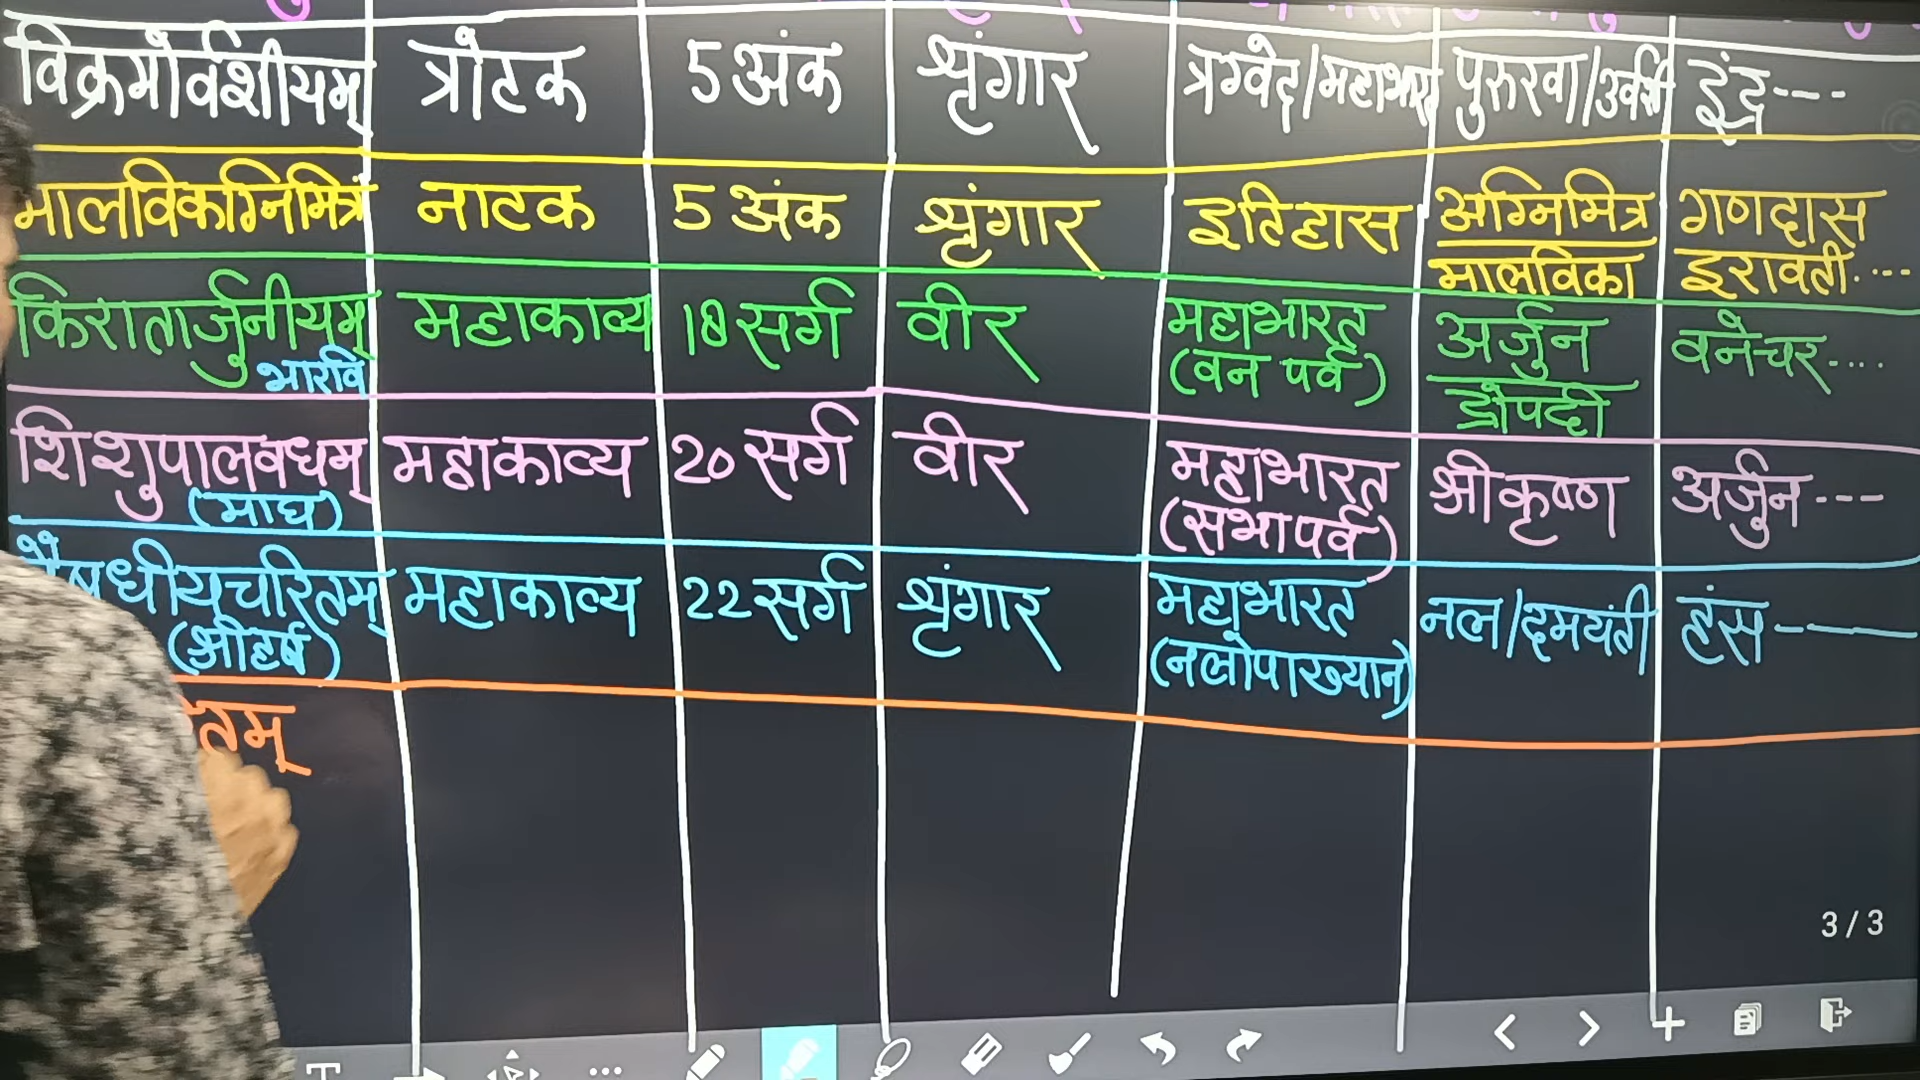 विक्रमोर्वशीयम् त्रोटक 5 अंक श्रृंगार ऋग्वेद/महाभारत पुरुरवा/उर्वशी इंद्र---
मालविकाग्निमित्रं नाटक 5 अंक श्रृंगार इतिहास अग्निमित्र गणदास
मालविका इरावती....
किरातार्जुनीयम् महाकाव्य 18 सर्ग वीर महाभारत अर्जुन वनेचर....
भारवि (वन पर्व) द्रौपदी
शिशुपालवधम् महाकाव्य 20 सर्ग वीर महाभारत श्रीकृष्ण अर्जुन---
(माघ) (सभापर्व)
नैषधीयचरितम् महाकाव्य 22 सर्ग श्रृंगार महाभारत नल/दमयंती हंस---
(श्रीहर्ष) (नलोपाख्यान)
तम्
3/3